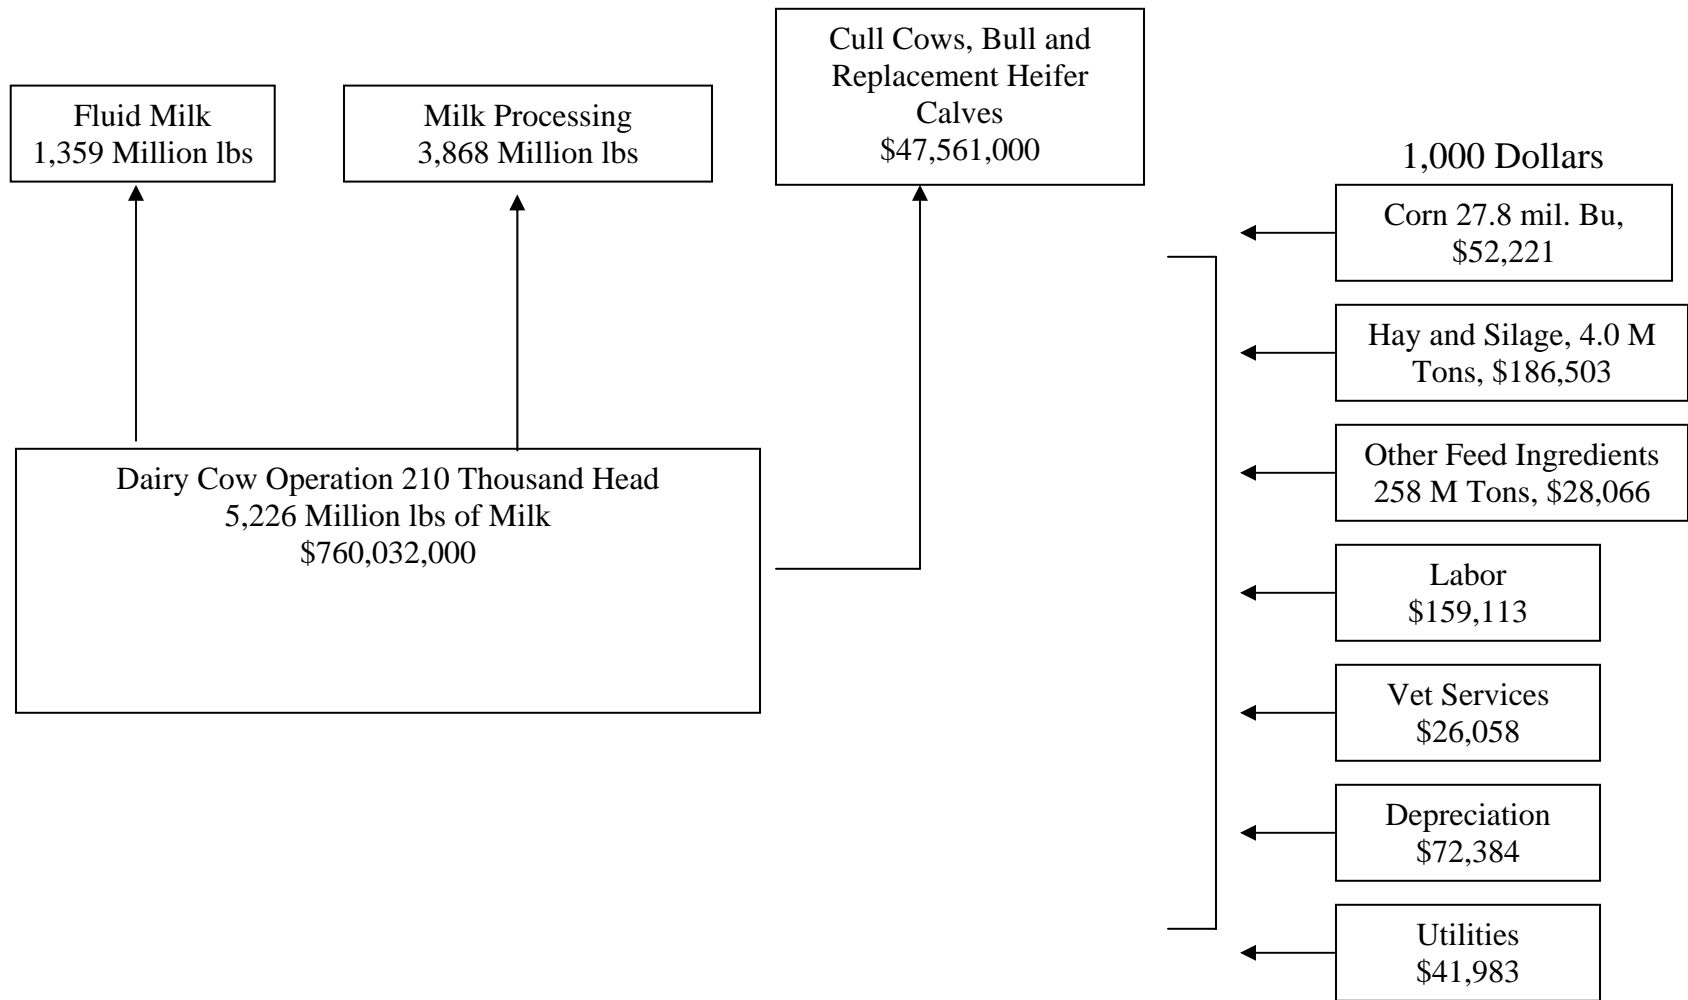 Fluid Milk
1,359 Million lbs
Milk Processing
3,868 Million lbs
Cull Cows, Bull and
Replacement Heifer
Calves
$47,561,000
1,000 Dollars
Corn 27.8 mil. Bu,
$52,221
Hay and Silage, 4.0 M
Tons, $186,503
Other Feed Ingredients
258 M Tons, $28,066
Labor
$159,113
Vet Services
$26,058
Depreciation
$72,384
Utilities
$41,983
Dairy Cow Operation 210 Thousand Head
5,226 Million lbs of Milk
$760,032,000